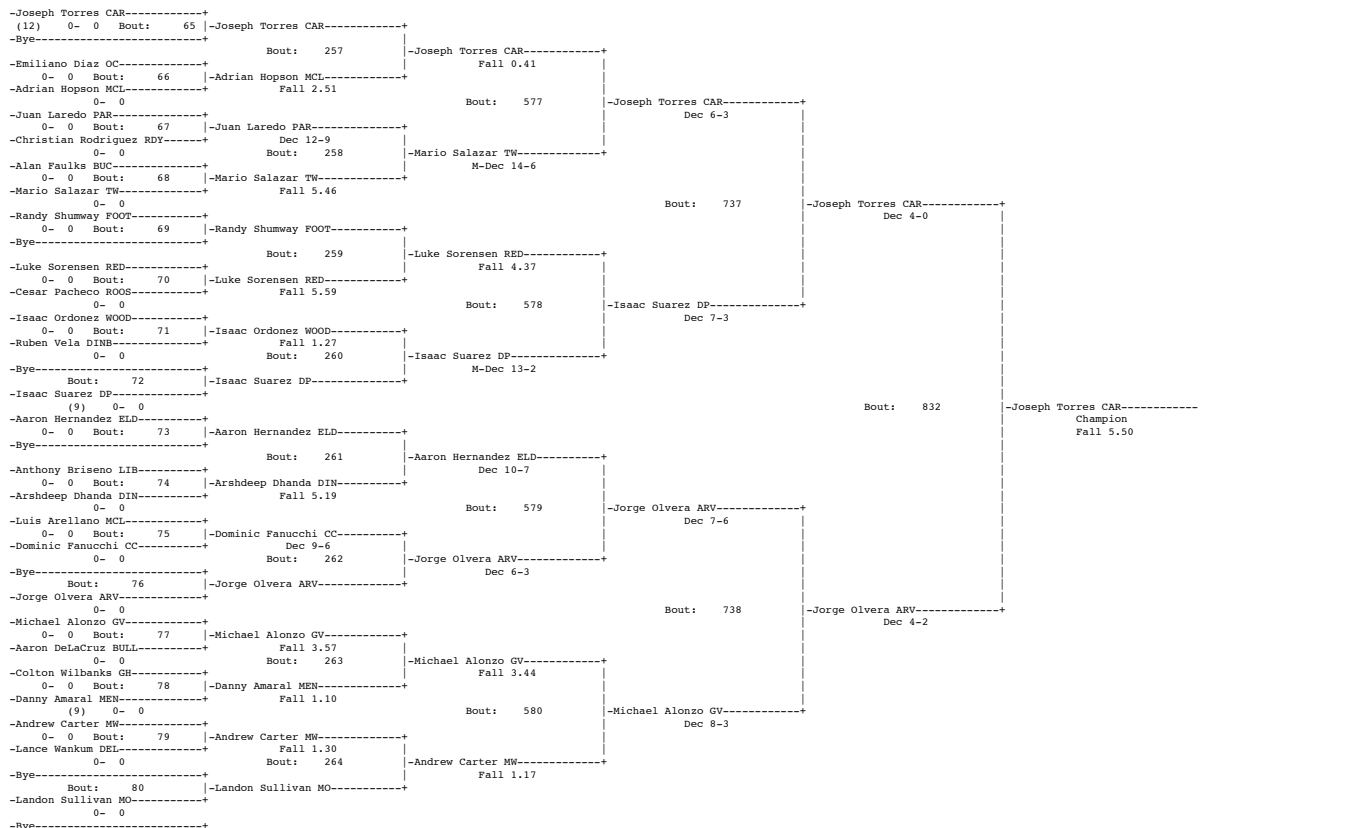 -Joseph Torres CAR------------+
(12) 0- 0 Bout: 65 |-Joseph Torres CAR------------+
-Bye--------------------------+ |
Bout: 257 |-Joseph Torres CAR------------+
-Emiliano Diaz OC-------------+ | Fall 0.41 |
0- 0 Bout: 66 |-Adrian Hopson MCL------------+ |
-Adrian Hopson MCL------------+ Fall 2.51 |
0- 0 Bout: 577 |-Joseph Torres CAR------------+
-Juan Laredo PAR--------------+ | Dec 6-3 |
0- 0 Bout: 67 |-Juan Laredo PAR--------------+ | |
-Christian Rodriguez RDY------+ Dec 12-9 | | |
0- 0 Bout: 258 |-Mario Salazar TW-------------+ |
-Alan Faulks BUC--------------+ | M-Dec 14-6 |
0- 0 Bout: 68 |-Mario Salazar TW-------------+ |
-Mario Salazar TW-------------+ Fall 5.46 |
0- 0 Bout: 737 |-Joseph Torres CAR------------+
-Randy Shumway FOOT-----------+ | Dec 4-0 |
0- 0 Bout: 69 |-Randy Shumway FOOT-----------+ | |
-Bye--------------------------+ | | |
Bout: 259 |-Luke Sorensen RED------------+ | |
-Luke Sorensen RED------------+ | Fall 4.37 | | |
0- 0 Bout: 70 |-Luke Sorensen RED------------+ | | |
-Cesar Pacheco ROOS-----------+ Fall 5.59 | | |
0- 0 Bout: 578 |-Isaac Suarez DP--------------+ |
-Isaac Ordonez WOOD-----------+ | Dec 7-3 |
0- 0 Bout: 71 |-Isaac Ordonez WOOD-----------+ | |
-Ruben Vela DINB--------------+ Fall 1.27 | | |
0- 0 Bout: 260 |-Isaac Suarez DP--------------+ |
-Bye--------------------------+ | M-Dec 13-2 |
Bout: 72 |-Isaac Suarez DP--------------+ |
-Isaac Suarez DP--------------+ |
(9) 0- 0 Bout: 832 |-Joseph Torres CAR------------
-Aaron Hernandez ELD----------+ | Champion
0- 0 Bout: 73 |-Aaron Hernandez ELD----------+ | Fall 5.50
-Bye--------------------------+ | |
Bout: 261 |-Aaron Hernandez ELD----------+ |
-Anthony Briseno LIB----------+ | Dec 10-7 | |
0- 0 Bout: 74 |-Arshdeep Dhanda DIN----------+ | |
-Arshdeep Dhanda DIN----------+ Fall 5.19 | |
0- 0 Bout: 579 |-Jorge Olvera ARV-------------+ |
-Luis Arellano MCL------------+ | Dec 7-6 | |
0- 0 Bout: 75 |-Dominic Fanucchi CC----------+ | | |
-Dominic Fanucchi CC----------+ Dec 9-6 | | | |
0- 0 Bout: 262 |-Jorge Olvera ARV-------------+ | |
-Bye--------------------------+ | Dec 6-3 | |
Bout: 76 |-Jorge Olvera ARV-------------+ | |
-Jorge Olvera ARV-------------+ | |
0- 0 Bout: 738 |-Jorge Olvera ARV-------------+
-Michael Alonzo GV------------+ | Dec 4-2
0- 0 Bout: 77 |-Michael Alonzo GV------------+ |
-Aaron DeLaCruz BULL----------+ Fall 3.57 | |
0- 0 Bout: 263 |-Michael Alonzo GV------------+ |
-Colton Wilbanks GH-----------+ | Fall 3.44 | |
0- 0 Bout: 78 |-Danny Amaral MEN-------------+ | |
-Danny Amaral MEN-------------+ Fall 1.10 | |
(9) 0- 0 Bout: 580 |-Michael Alonzo GV------------+
-Andrew Carter MW-------------+ | Dec 8-3
0- 0 Bout: 79 |-Andrew Carter MW-------------+ |
-Lance Wankum DEL-------------+ Fall 1.30 | |
0- 0 Bout: 264 |-Andrew Carter MW-------------+
-Bye--------------------------+ | Fall 1.17
Bout: 80 |-Landon Sullivan MO-----------+
-Landon Sullivan MO-----------+
0- 0
-Bye--------------------------+